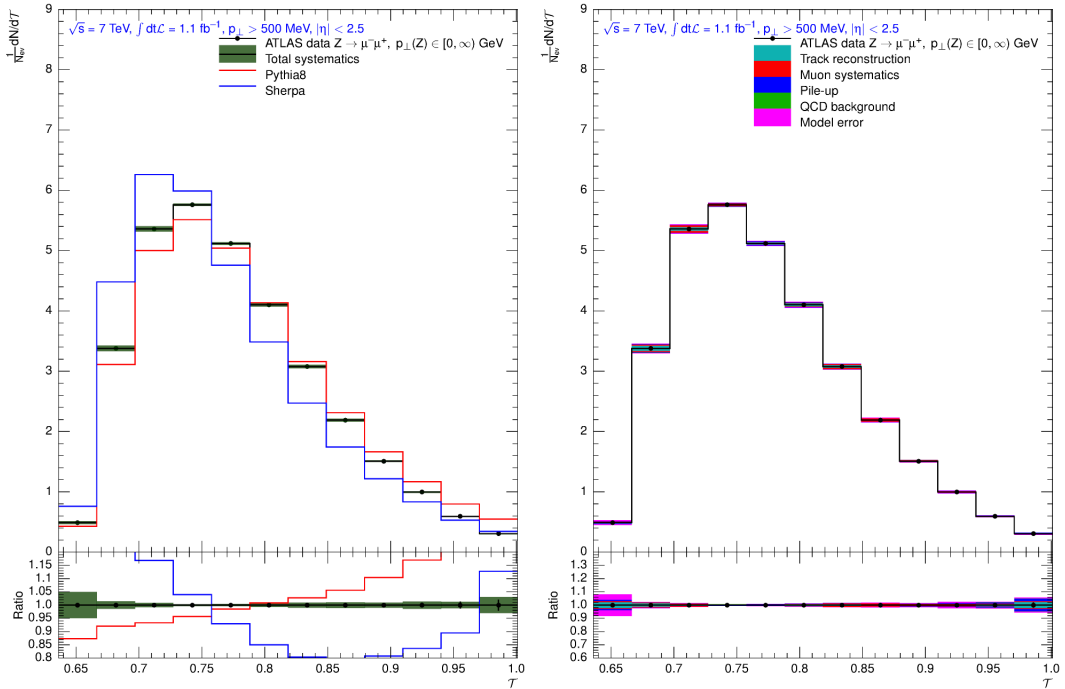 √s = 7 TeV, ∫ dtℒ = 1.1 fb⁻¹, p⊥ > 500 MeV, |η| < 2.5
ATLAS data Z → μ⁻μ⁺, p⊥(Z) ∈ [0, ∞) GeV
Total systematics
Pythia8
Sherpa
1/N_ev dN/d𝒯
9
8
7
6
5
4
3
2
1
0
Ratio
1.15
1.1
1.05
1.0
0.95
0.9
0.85
0.8
0.65
0.7
0.75
0.8
0.85
0.9
0.95
1.0
𝒯
√s = 7 TeV, ∫ dtℒ = 1.1 fb⁻¹, p⊥ > 500 MeV, |η| < 2.5
ATLAS data Z → μ⁻μ⁺, p⊥(Z) ∈ [0, ∞) GeV
Track reconstruction
Muon systematics
Pile-up
QCD background
Model error
1/N_ev dN/d𝒯
9
8
7
6
5
4
3
2
1
0
Ratio
1.3
1.2
1.1
1.0
0.9
0.8
0.7
0.6
0.65
0.7
0.75
0.8
0.85
0.9
0.95
1.0
𝒯